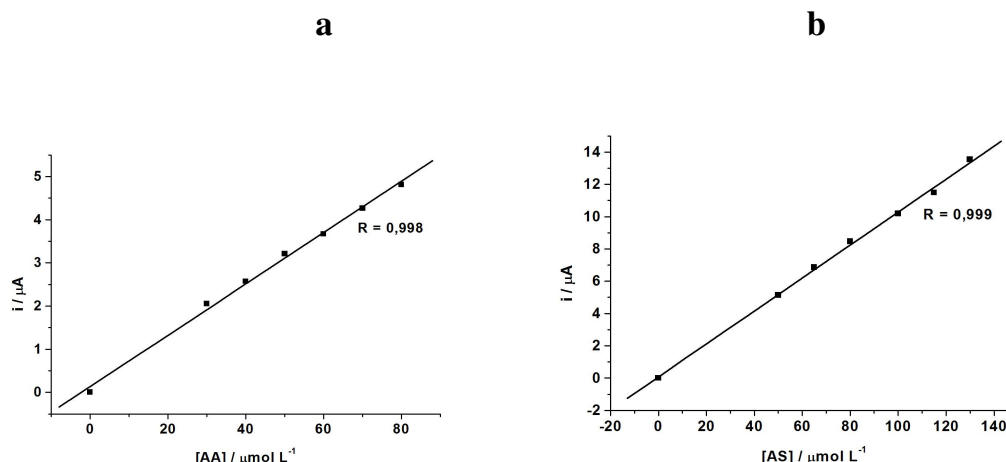 a
b
5
4
3
2
1
0
i / μA
R = 0,998
0 20 40 60 80
[AA] / μmol L⁻¹
14
12
10
8
6
4
2
0
-2
i / μA
R = 0,999
-20 0 20 40 60 80 100 120 140
[AS] / μmol L⁻¹